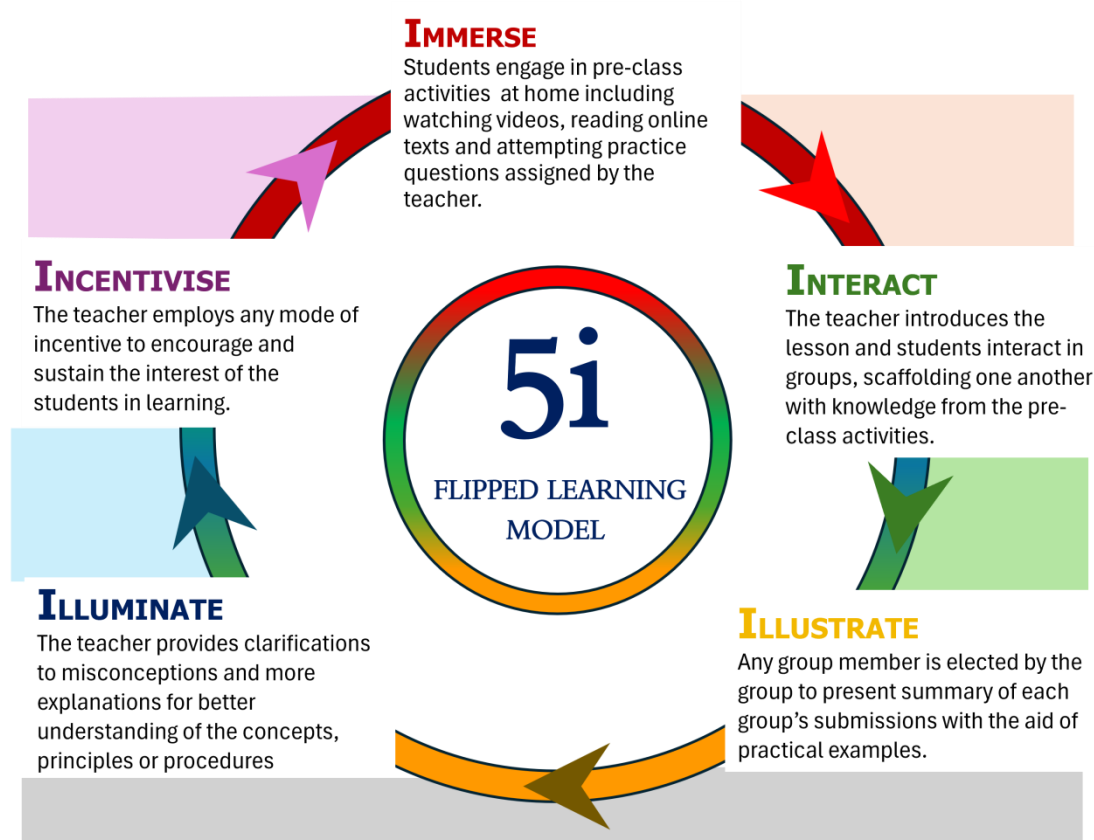 IMMERSE
Students engage in pre-class
activities at home including
watching videos, reading online
texts and attempting practice
questions assigned by the
teacher.
INTERACT
The teacher introduces the
lesson and students interact in
groups, scaffolding one another
with knowledge from the pre-
class activities.
ILLUSTRATE
Any group member is elected by the
group to present summary of each
group's submissions with the aid of
practical examples.
ILLUMINATE
The teacher provides clarifications
to misconceptions and more
explanations for better
understanding of the concepts,
principles or procedures
INCENTIVISE
The teacher employs any mode of
incentive to encourage and
sustain the interest of the
students in learning.
5i
FLIPPED LEARNING
MODEL